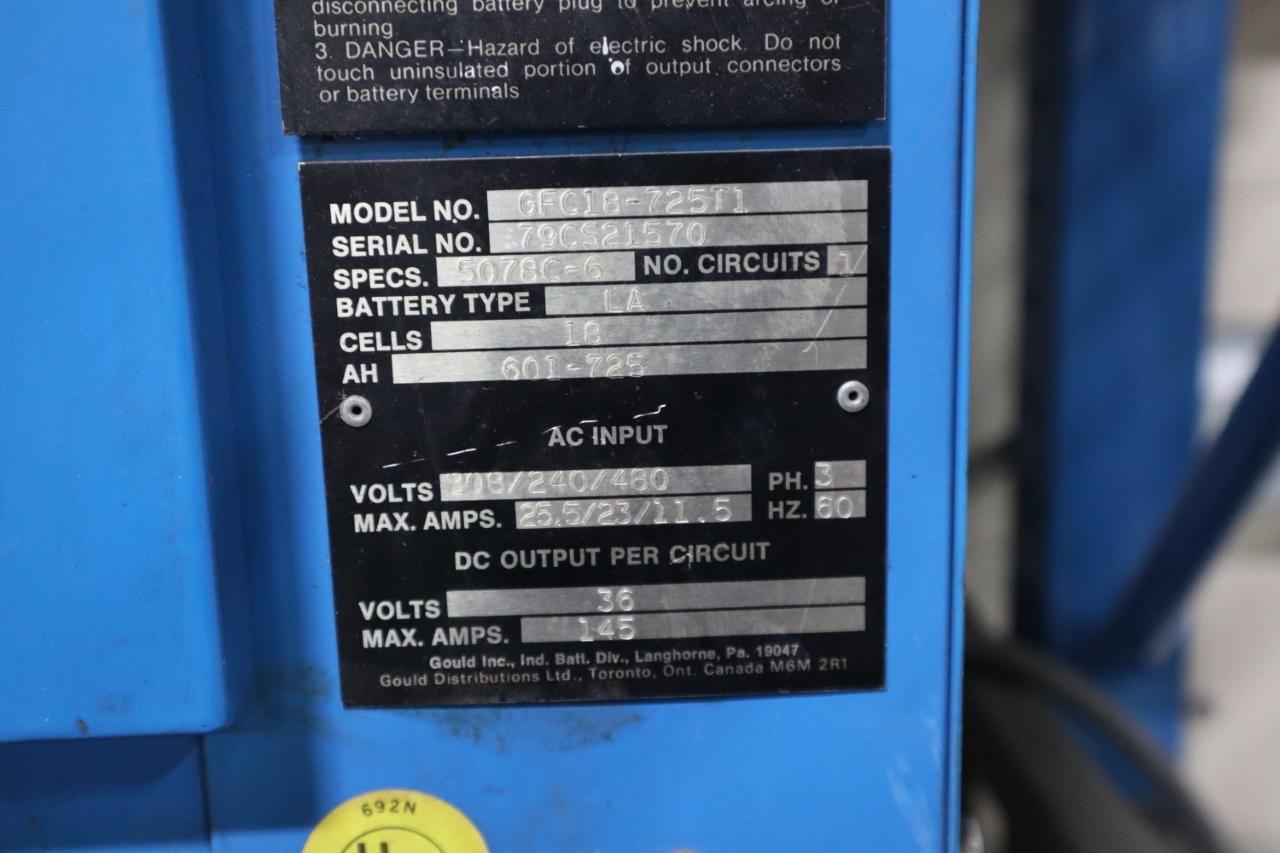 disconnecting battery plug to prevent arcing or
burning
3. DANGER—Hazard of electric shock. Do not
touch uninsulated portion of output connectors
or battery terminals
MODEL NO. GFC18-725T1
SERIAL NO. 79CS21570
SPECS. 5078C-6 NO. CIRCUITS 1
BATTERY TYPE LA
CELLS 18
AH 601-725
AC INPUT
VOLTS 208/240/480 PH. 3
MAX. AMPS. 25.5/23/11.5 HZ. 60
DC OUTPUT PER CIRCUIT
VOLTS 36
MAX. AMPS. 145
Gould Inc., Ind. Batt. Div., Langhorne, Pa. 19047
Gould Distributions Ltd., Toronto, Ont. Canada M6M 2R1
692N